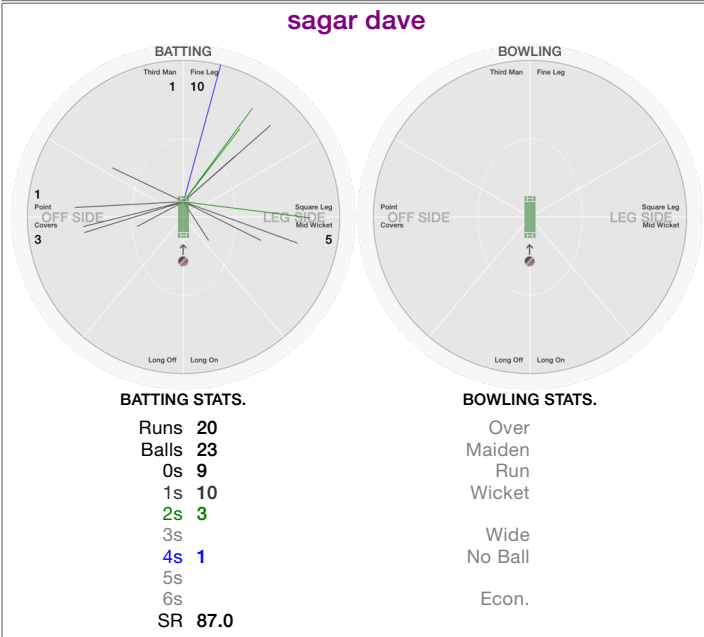 sagar dave
BATTING
BOWLING
Third Man
Fine Leg
1
10
Third Man
Fine Leg
1
Point
OFF SIDE
Covers
3
Square Leg
LEG SIDE
Mid Wicket
5
Point
OFF SIDE
Covers
Square Leg
LEG SIDE
Mid Wicket
Long Off
Long On
Long Off
Long On
BATTING STATS.
BOWLING STATS.
Runs 20
Over
Balls 23
Maiden
0s 9
Run
1s 10
Wicket
2s 3
3s
Wide
4s 1
No Ball
5s
6s
Econ.
SR 87.0